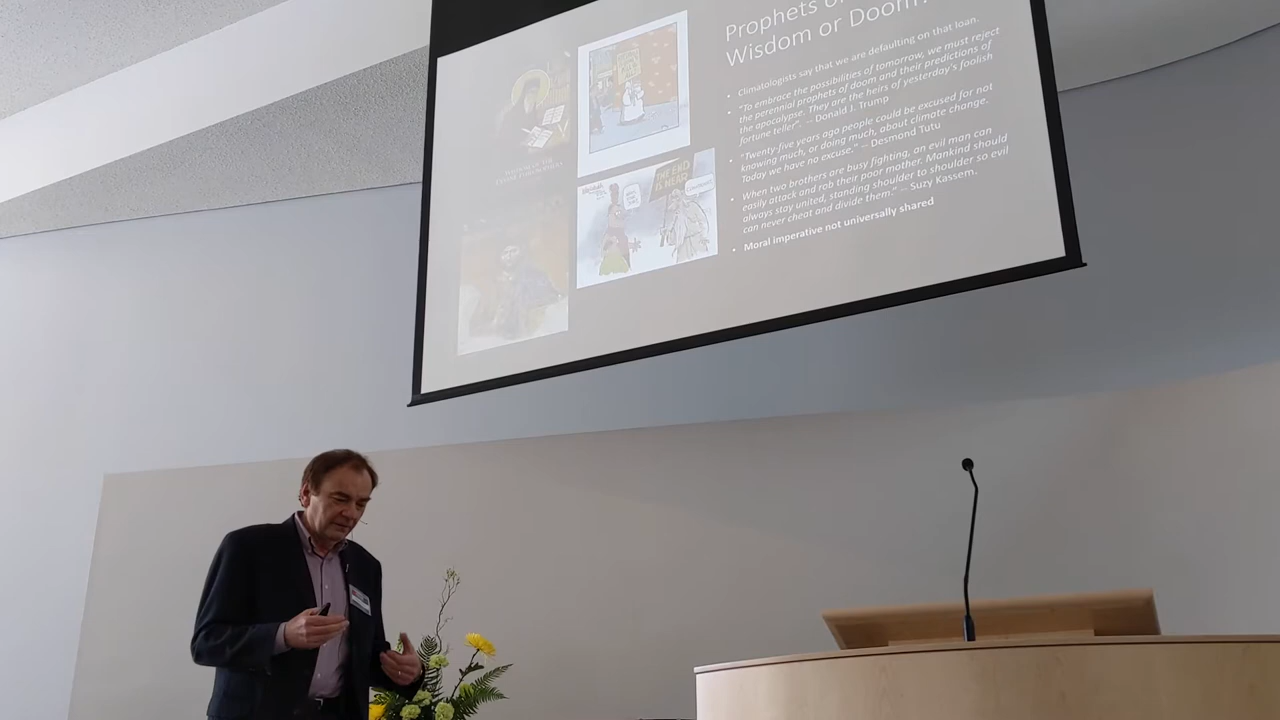 Prophets of
Wisdom or Doom?
Climatologists say that we are defaulting on that loan.
"To embrace the possibilities of tomorrow, we must reject
the perennial prophets of doom and their predictions of
the apocalypse. They are the heirs of yesterday's foolish
fortune teller". -- Donald J. Trump
"Twenty-five years ago people could be excused for not
knowing much, or doing much, about climate change.
Today we have no excuse." -- Desmond Tutu
When two brothers are busy fighting, an evil man can
easily attack and rob their poor mother. Mankind should
always stay united, standing shoulder to shoulder so evil
can never cheat and divide them." -- Suzy Kassem.
Moral imperative not universally shared
THE END
IS NEAR